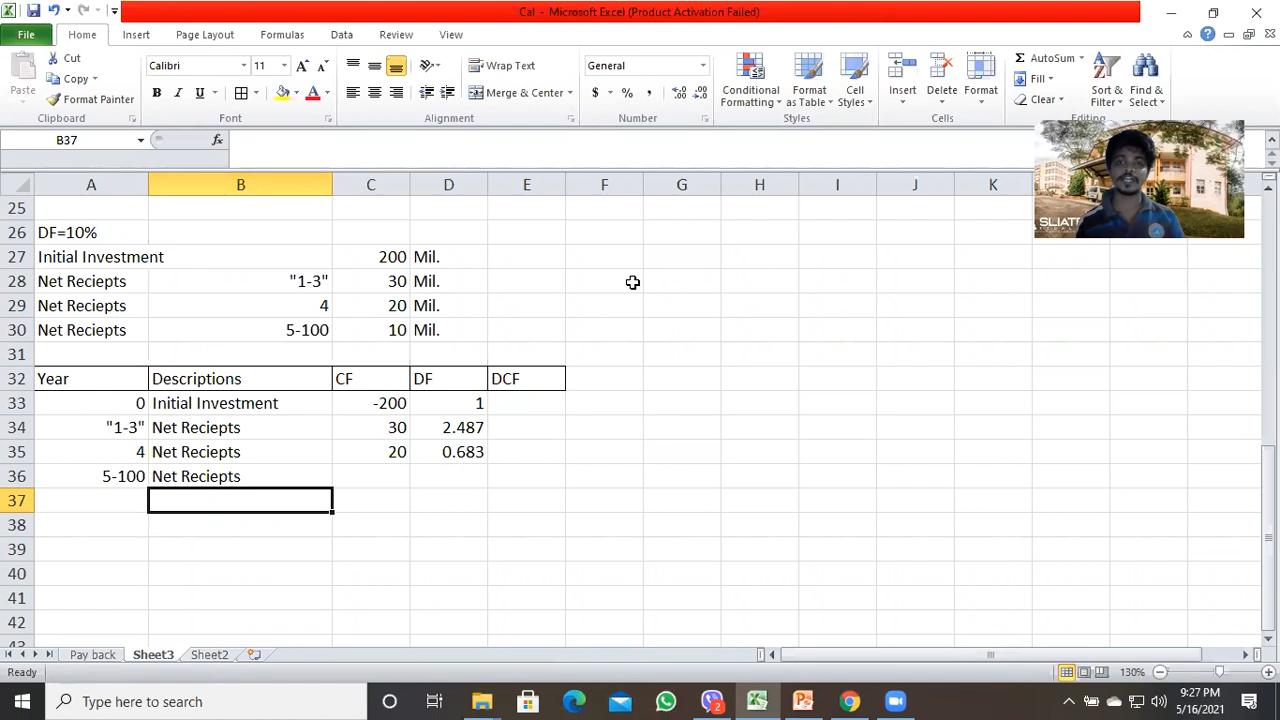 Cal - Microsoft Excel (Product Activation Failed)
File Home Insert Page Layout Formulas Data Review View
Paste Cut Copy Format Painter Clipboard
Calibri 11 B I U A Font
Wrap Text Merge & Center Alignment
General $ % , Number
Conditional Formatting Format as Table Cell Styles Styles
Insert Delete Format Cells
Σ AutoSum Fill Clear Sort & Filter Find & Select Editing
B37 fx
A B C D E F G H I J K
25
26 DF=10%
27 Initial Investment 200 Mil.
28 Net Reciepts "1-3" 30 Mil.
29 Net Reciepts 4 20 Mil.
30 Net Reciepts 5-100 10 Mil.
31
32 Year Descriptions CF DF DCF
33 0 Initial Investment -200 1
34 "1-3" Net Reciepts 30 2.487
35 4 Net Reciepts 20 0.683
36 5-100 Net Reciepts
37
38
39
40
41
42
43
SLIATE
Pay back Sheet3 Sheet2
Ready 130%
Type here to search 2 9:27 PM
5/16/2021